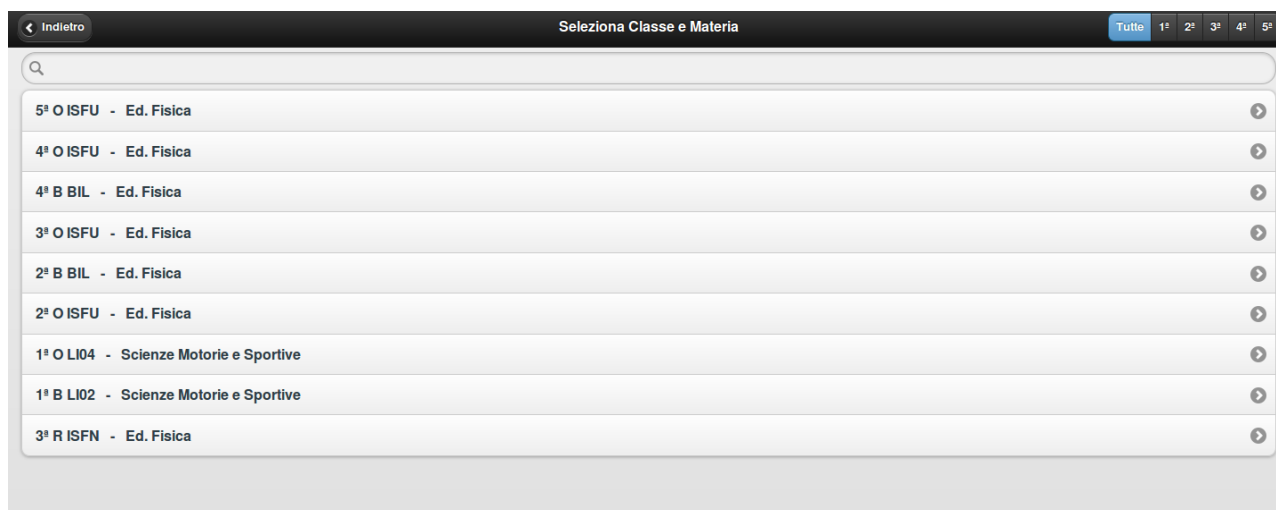 Indietro Seleziona Classe e Materia Tutte 1ª 2ª 3ª 4ª 5ª
5ª O ISFU - Ed. Fisica
4ª O ISFU - Ed. Fisica
4ª B BIL - Ed. Fisica
3ª O ISFU - Ed. Fisica
2ª B BIL - Ed. Fisica
2ª O ISFU - Ed. Fisica
1ª O LI04 - Scienze Motorie e Sportive
1ª B LI02 - Scienze Motorie e Sportive
3ª R ISFN - Ed. Fisica